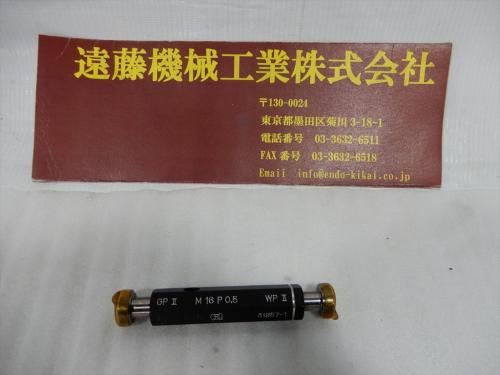 遠藤機械工業株式会社
〒130-0024
東京都墨田区菊川 3-18-1
電話番号 03-3632-6511
FAX 番号 03-3632-6518
Email info@endo-kikai.co.jp
GP II M 16 P 0.5 WP II